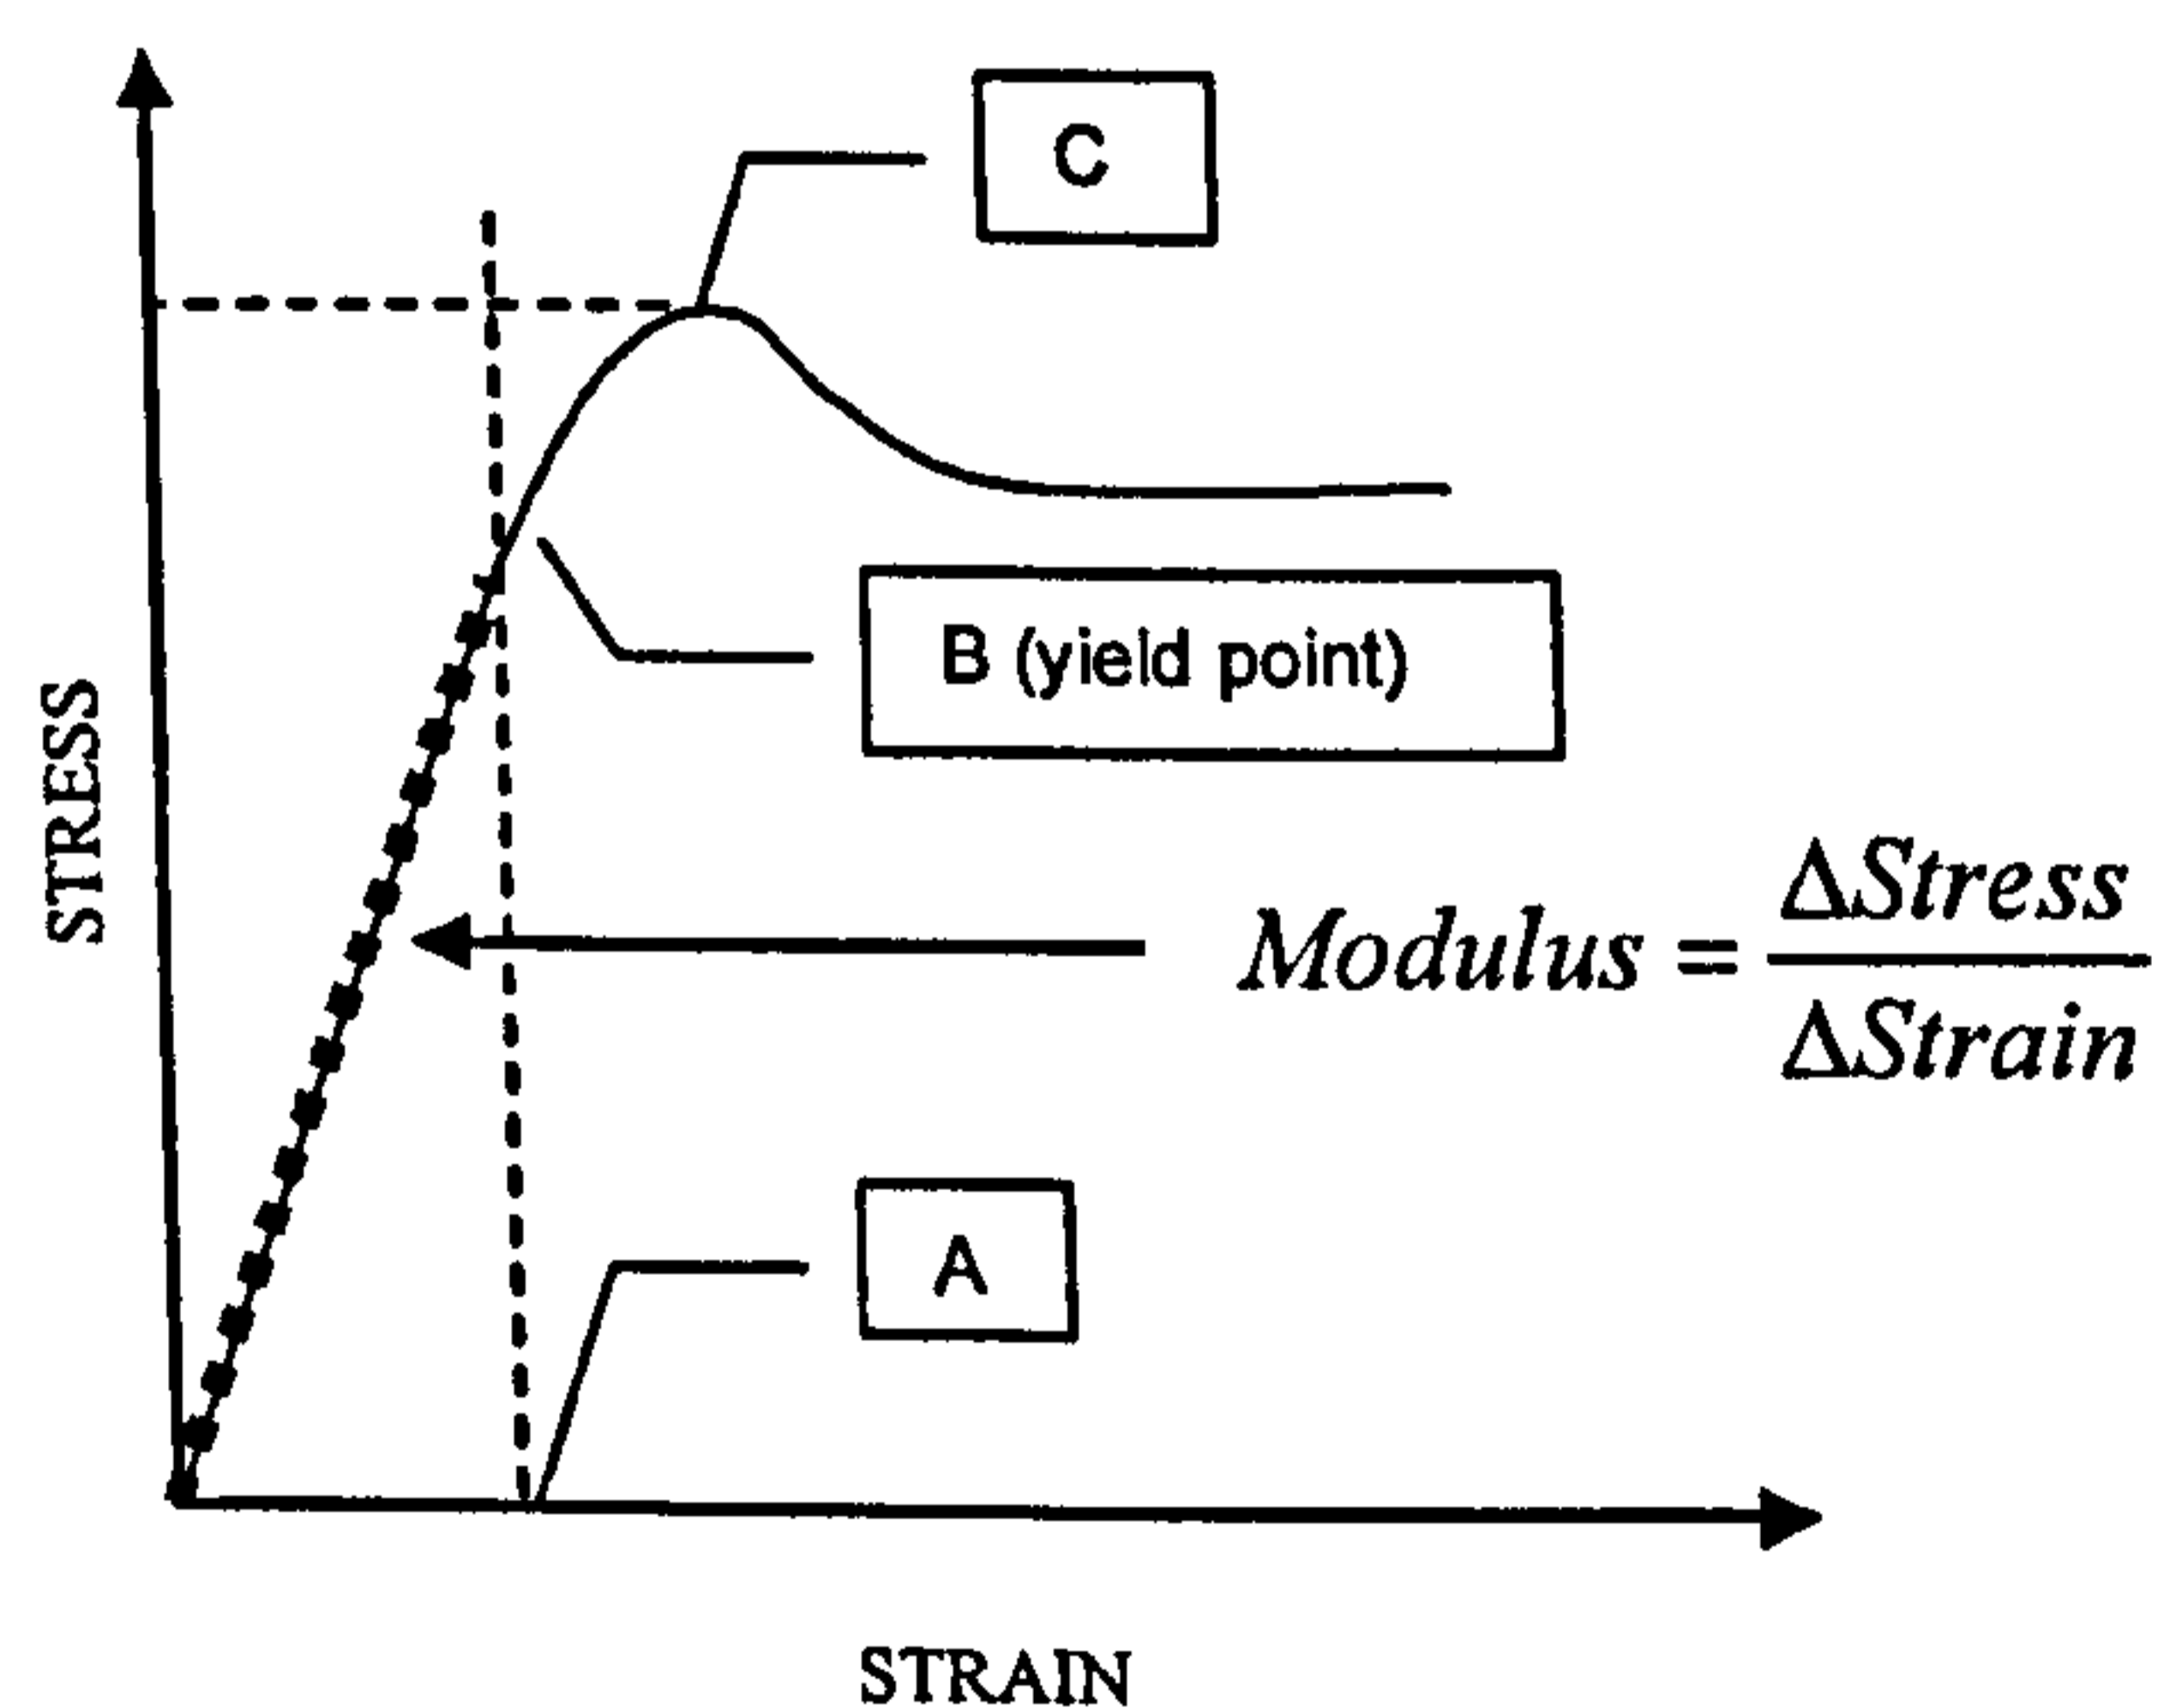 C
B (yield point)
STRESS
Modulus = ΔStress / ΔStrain
A
STRAIN